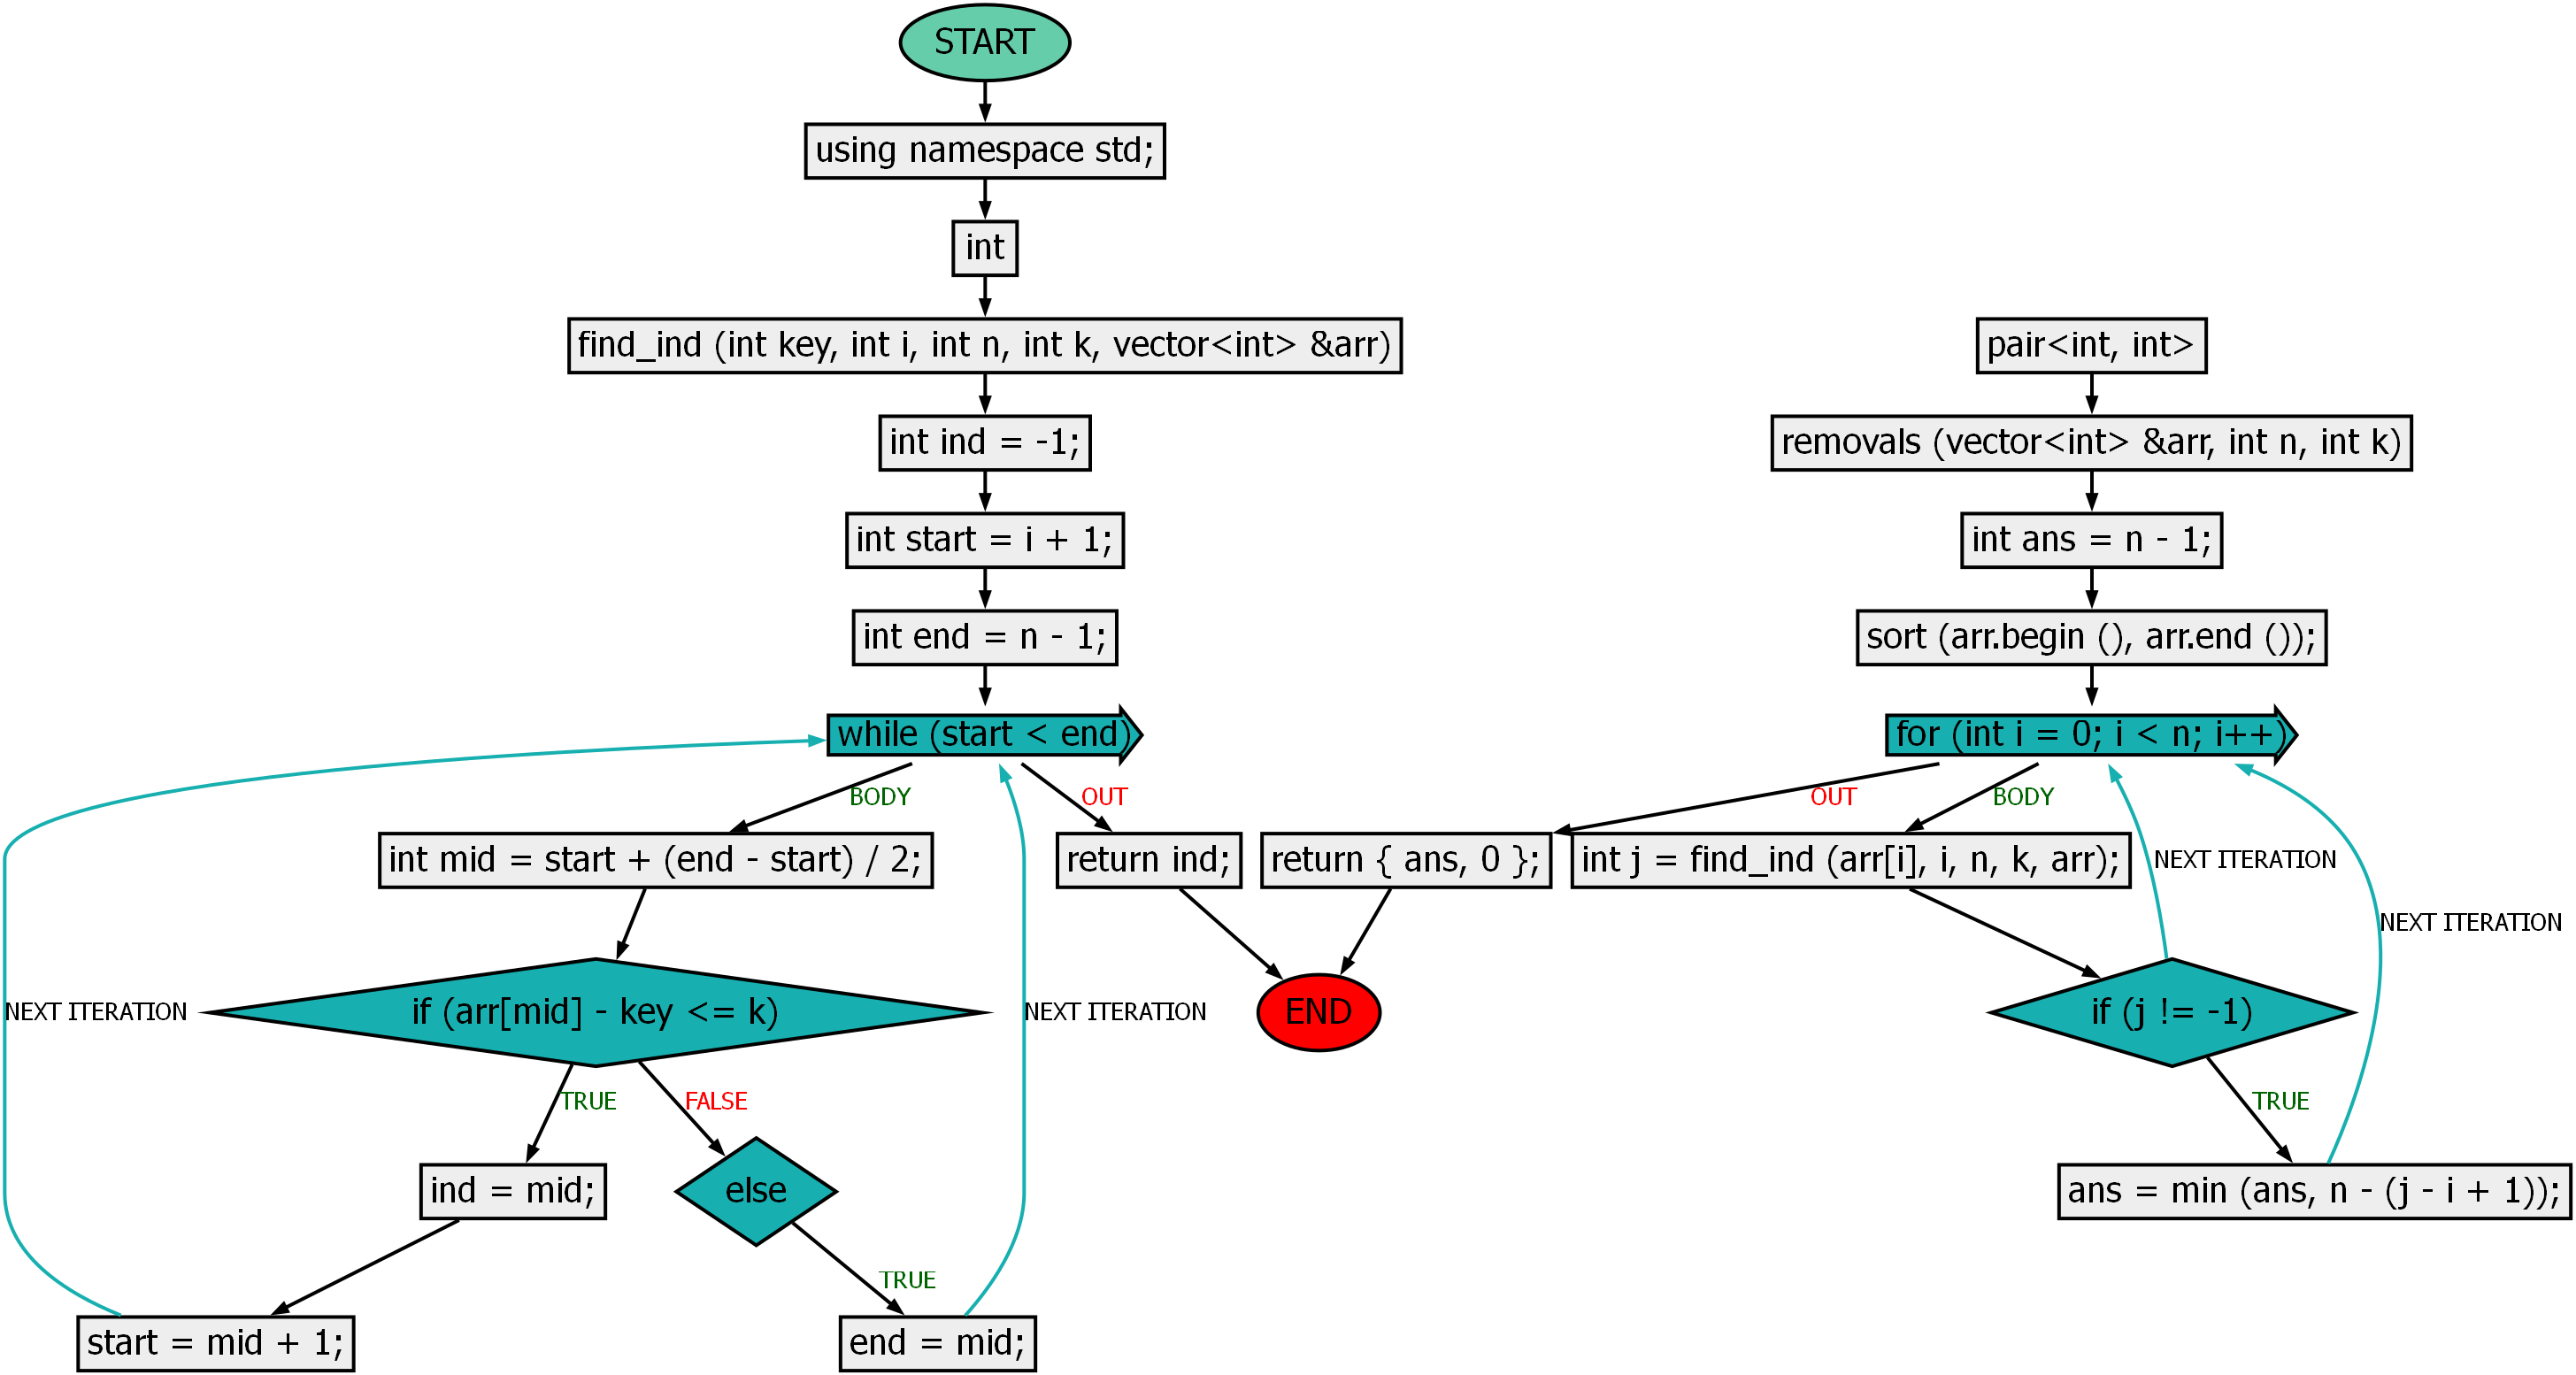 START
using namespace std;
int
find_ind (int key, int i, int n, int k, vector<int> &arr)
int ind = -1;
int start = i + 1;
int end = n - 1;
while (start < end)
BODY
OUT
int mid = start + (end - start) / 2;
return ind;
if (arr[mid] - key <= k)
NEXT ITERATION
NEXT ITERATION
TRUE
FALSE
ind = mid;
else
TRUE
start = mid + 1;
end = mid;
pair<int, int>
removals (vector<int> &arr, int n, int k)
int ans = n - 1;
sort (arr.begin (), arr.end ());
for (int i = 0; i < n; i++)
OUT
BODY
return { ans, 0 };
int j = find_ind (arr[i], i, n, k, arr);
NEXT ITERATION
NEXT ITERATION
END
if (j != -1)
TRUE
ans = min (ans, n - (j - i + 1));